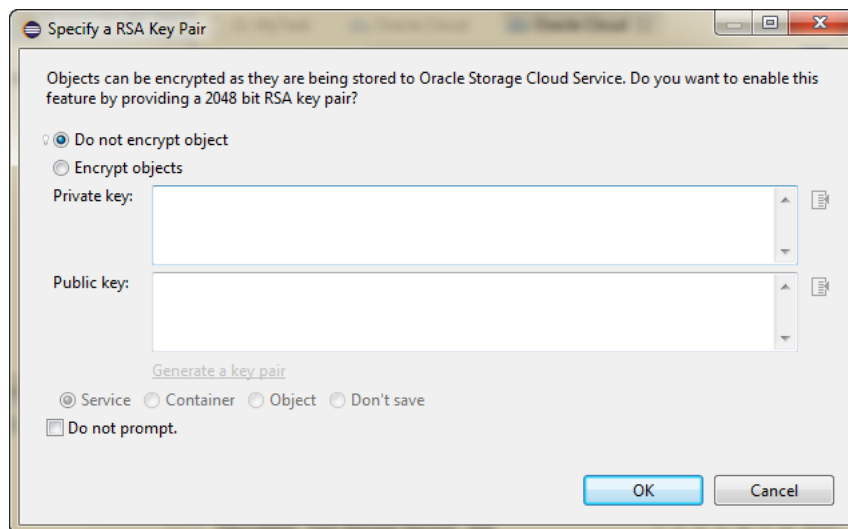 Specify a RSA Key Pair
Objects can be encrypted as they are being stored to Oracle Storage Cloud Service. Do you want to enable this
feature by providing a 2048 bit RSA key pair?
Do not encrypt object
Encrypt objects
Private key:
Public key:
Generate a key pair
Service Container Object Don't save
Do not prompt.
OK Cancel